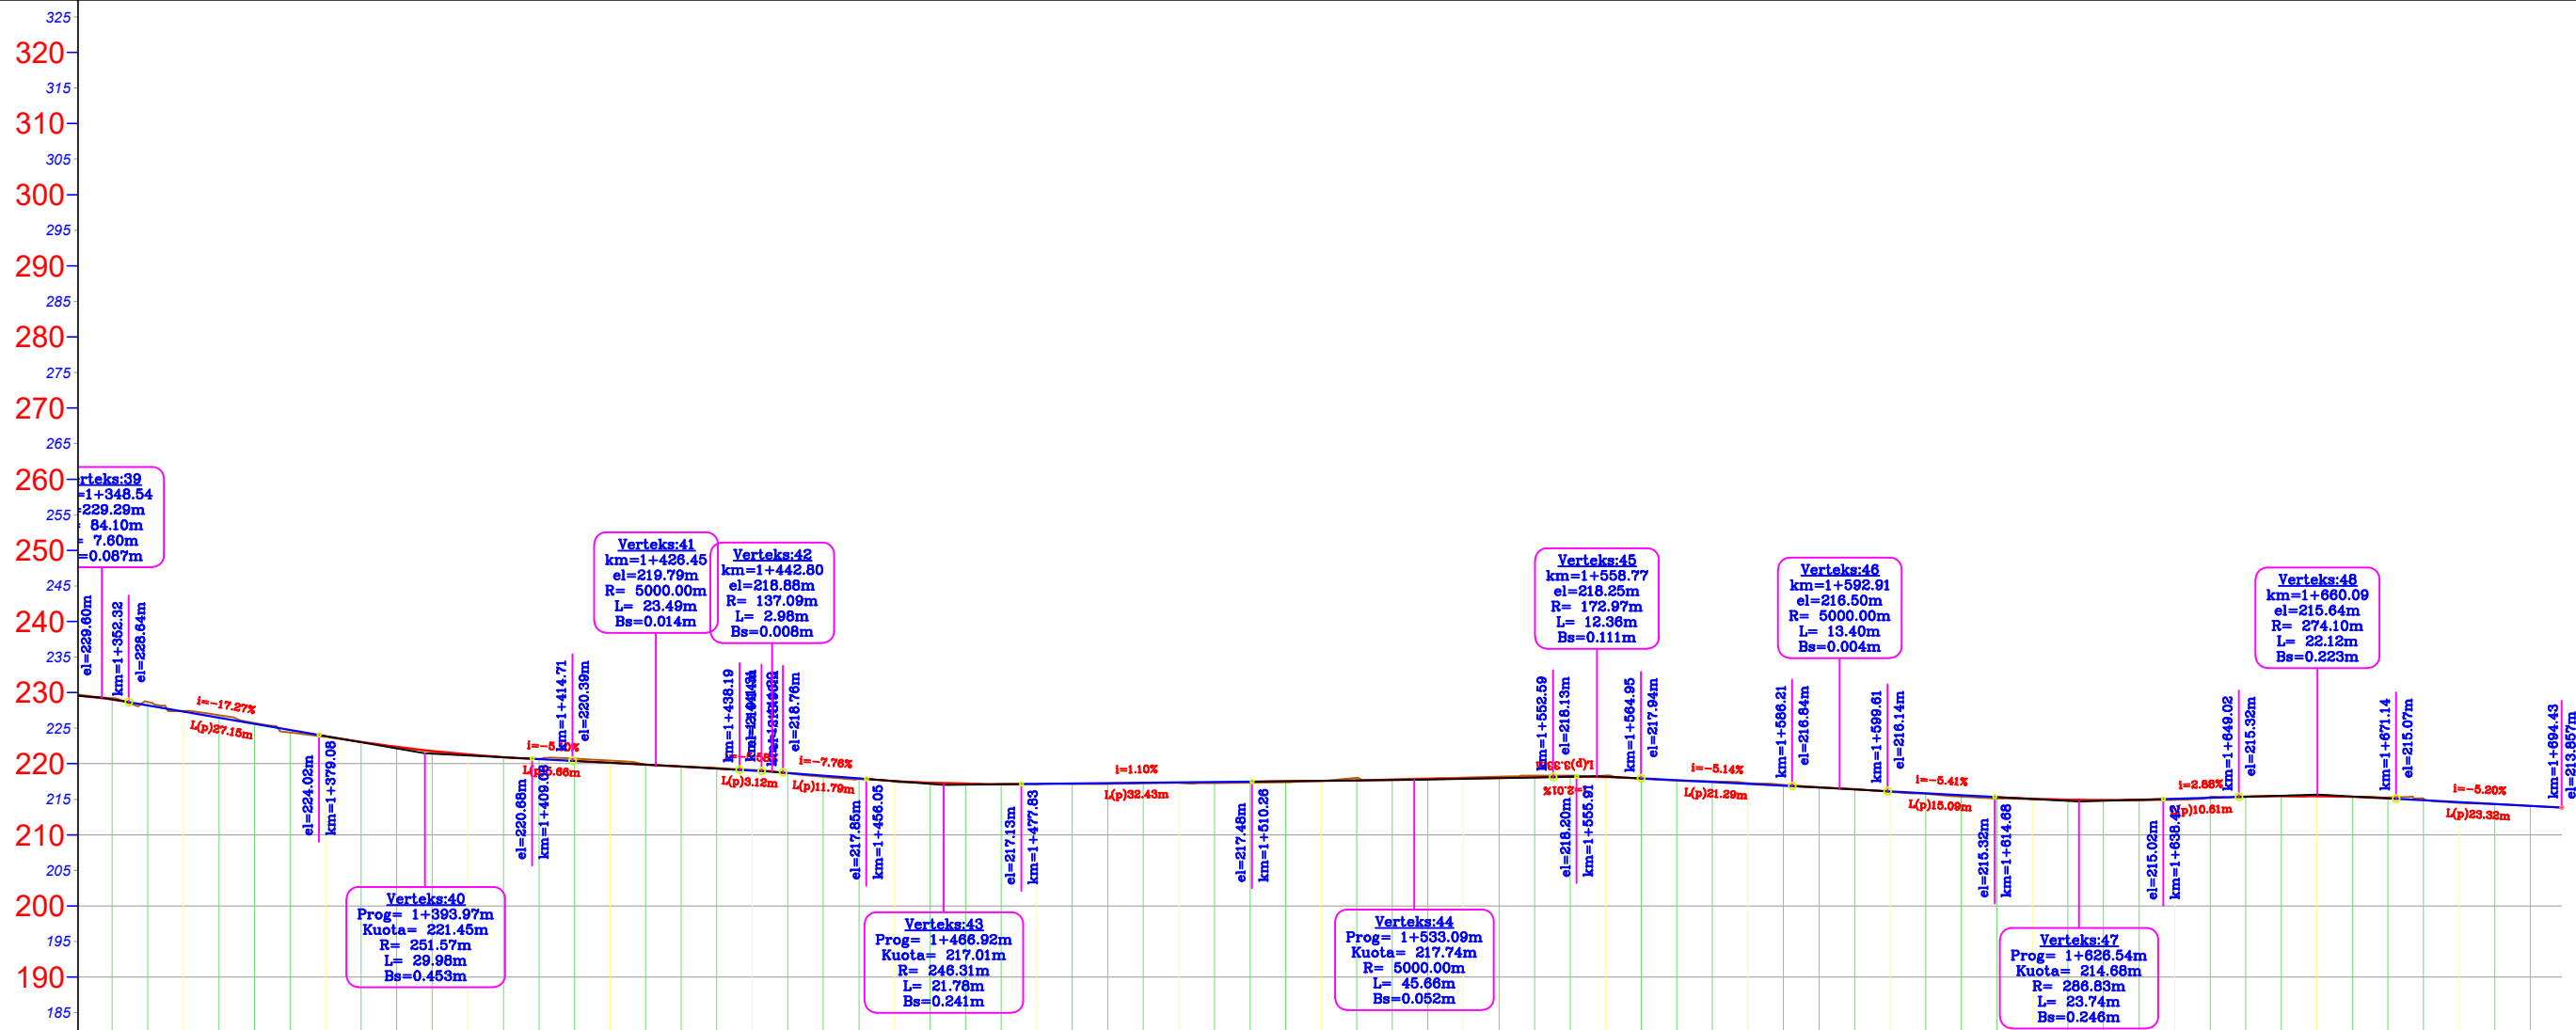 325
320
315
310
305
300
295
290
285
280
275
270
265
260
255
250
245
240
235
230
225
220
215
210
205
200
195
190
185
rteks:39
=1+348.54
=229.29m
84.10m
= 7.60m
=0.087m
el=229.60m
km=1+352.32
el=228.64m
i=-17.27%
L(p)27.15m
el=224.02m
km=1+379.08
Verteks:40
Prog= 1+393.97m
Kuota= 221.45m
R= 251.57m
L= 29.98m
Bs=0.453m
el=220.68m
km=1+409.08
L(p)5.66m
km=1+414.71
el=220.39m
Verteks:41
km=1+426.45
el=219.79m
R= 5000.00m
L= 23.49m
Bs=0.014m
km=1+438.19
L(p)3.12m
Verteks:42
km=1+442.80
el=218.88m
R= 137.09m
L= 2.98m
Bs=0.008m
el=218.76m
i=-7.76%
L(p)11.79m
el=217.85m
km=1+456.05
Verteks:43
Prog= 1+466.92m
Kuota= 217.01m
R= 246.31m
L= 21.78m
Bs=0.241m
el=217.13m
km=1+477.83
i=1.10%
L(p)32.43m
el=217.48m
km=1+510.26
Verteks:44
Prog= 1+533.09m
Kuota= 217.74m
R= 5000.00m
L= 45.66m
Bs=0.052m
km=1+552.59
el=218.13m
i=-2.01%
el=218.20m
km=1+555.91
Verteks:45
km=1+558.77
el=218.25m
R= 172.97m
L= 12.36m
Bs=0.111m
km=1+564.95
el=217.94m
i=-5.14%
L(p)21.29m
km=1+586.21
el=216.84m
Verteks:46
km=1+592.91
el=216.50m
R= 5000.00m
L= 13.40m
Bs=0.004m
km=1+599.61
el=216.14m
i=-5.41%
L(p)15.09m
el=215.32m
km=1+614.68
Verteks:47
Prog= 1+626.54m
Kuota= 214.68m
R= 286.83m
L= 23.74m
Bs=0.246m
el=215.02m
km=1+638.42
i=2.88%
L(p)10.61m
km=1+649.02
el=215.32m
Verteks:48
km=1+660.09
el=215.64m
R= 274.10m
L= 22.12m
Bs=0.223m
km=1+671.14
el=215.07m
i=-5.20%
L(p)23.32m
km=1+694.43
el=213.857m